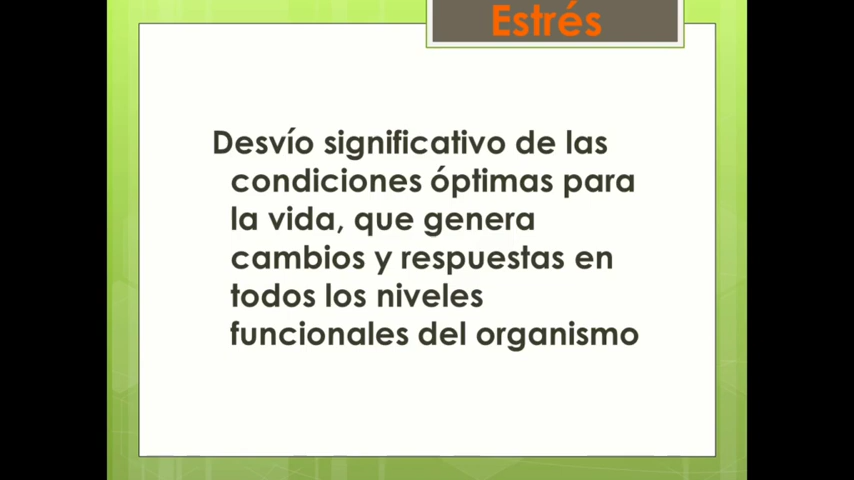 Estrés
Desvío significativo de las
condiciones óptimas para
la vida, que genera
cambios y respuestas en
todos los niveles
funcionales del organismo